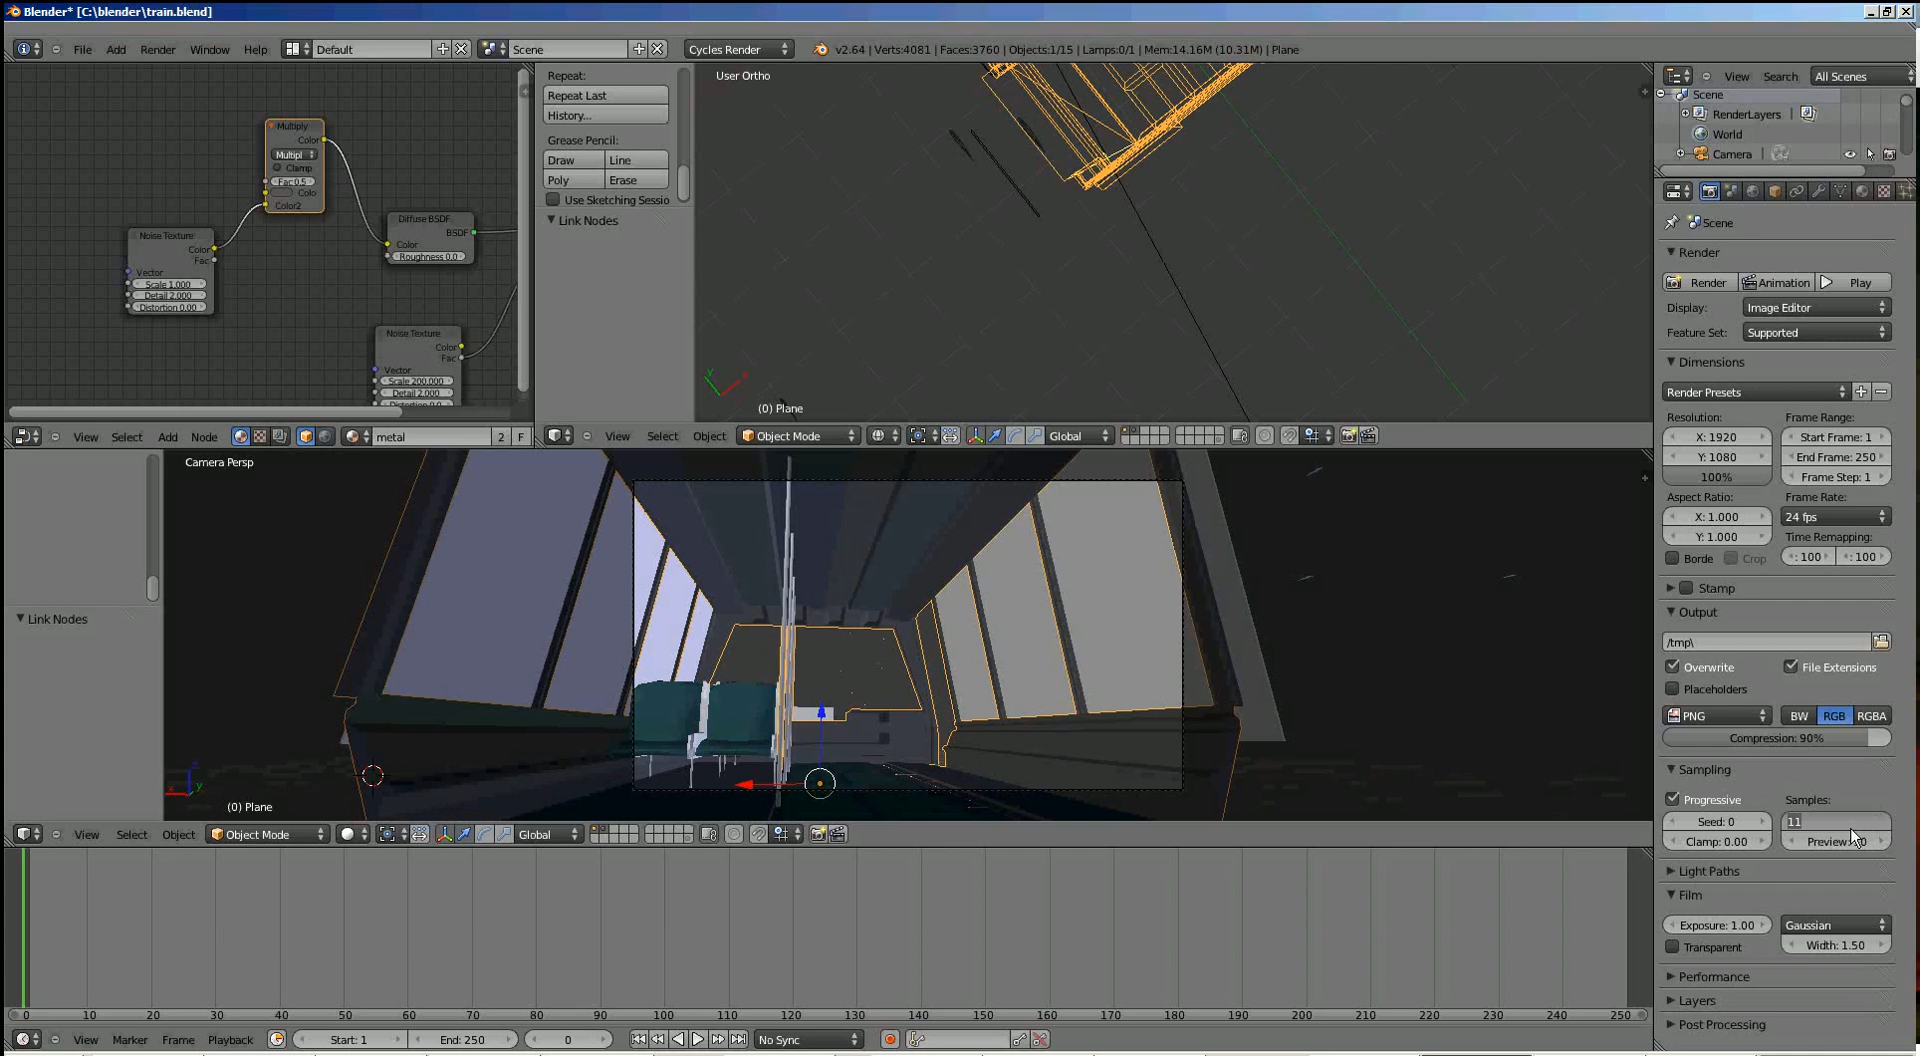 Blender* [C:\blender\train.blend]
File Add Render Window Help Default Scene Cycles Render v2.64 | Verts:4081 | Faces:3760 | Objects:1/15 | Lamps:0/1 | Mem:14.16M (10.31M) | Plane
Multiply
Color
Multipl
Clamp
Fac 0.5
Colo
Color2
Noise Texture
Color
Fac
Vector
Scale 1.000
Detail 2.000
Distortion 0.00
Diffuse BSDF
BSDF
Color
Roughness 0.0
Noise Texture
Color
Fac
Vector
Scale 200.000
Detail 2.000
View Select Add Node metal 2 F
Repeat:
Repeat Last
History...
Grease Pencil:
Draw Line
Poly Erase
Use Sketching Sessio
Link Nodes
User Ortho
(0) Plane
View Select Object Object Mode Global
Link Nodes
Camera Persp
(0) Plane
View Select Object Object Mode Global
0 10 20 30 40 50 60 70 80 90 100 110 120 130 140 150 160 170 180 190 200 210 220 230 240 250
View Marker Frame Playback Start: 1 End: 250 0 No Sync
View Search All Scenes
Scene
RenderLayers
World
Camera
Scene
Render
Render Animation Play
Display: Image Editor
Feature Set: Supported
Dimensions
Render Presets
Resolution: Frame Range:
X: 1920 Start Frame: 1
Y: 1080 End Frame: 250
100% Frame Step: 1
Aspect Ratio: Frame Rate:
X: 1.000 24 fps
Y: 1.000 Time Remapping:
Borde Crop : 100 : 100
Stamp
Output
/tmp\
Overwrite File Extensions
Placeholders
PNG BW RGB RGBA
Compression: 90%
Sampling
Progressive Samples:
Seed: 0 11
Clamp: 0.00 Preview:
Light Paths
Film
Exposure: 1.00 Gaussian
Transparent Width: 1.50
Performance
Layers
Post Processing